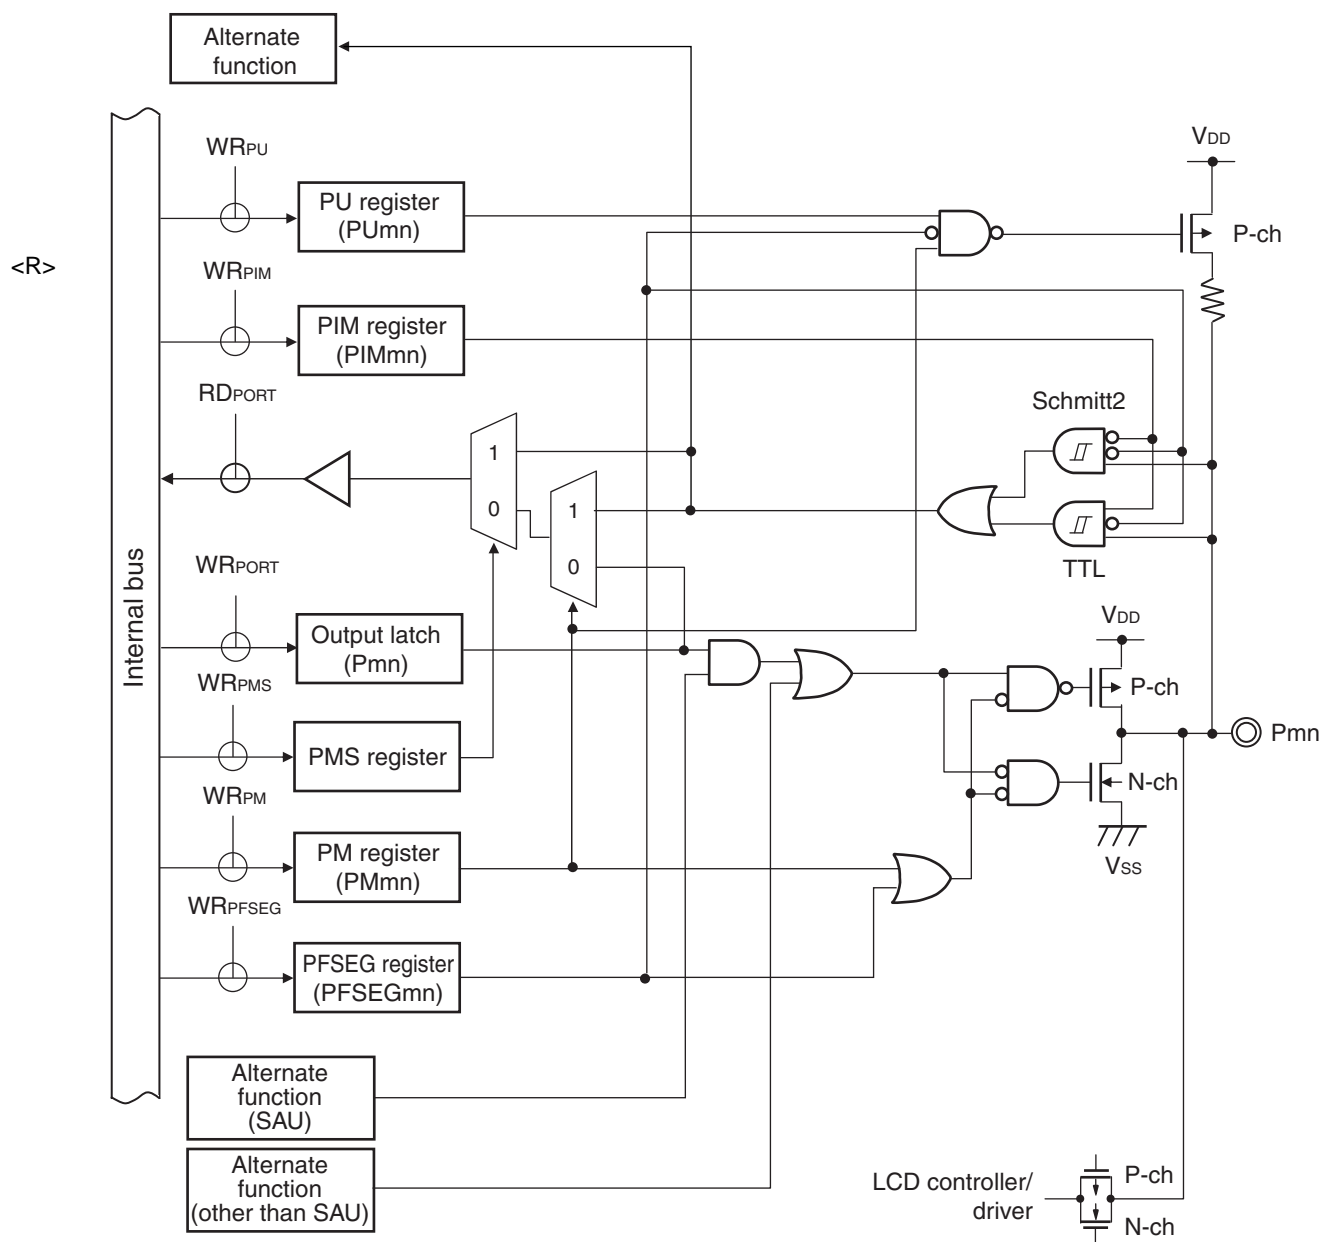 Alternate
function
WRPU
VDD
PU register
(PUmn)
P-ch
<R>
WRPIM
PIM register
(PIMmn)
RDPORT
Schmitt2
1
0
1
0
TTL
WRPORT
VDD
Internal bus
Output latch
(Pmn)
WRPMS
P-ch
PMS register
Pmn
N-ch
WRPM
PM register
(PMmn)
VSS
WRPFSEG
PFSEG register
(PFSEGmn)
Alternate
function
(SAU)
Alternate
function
(other than SAU)
LCD controller/
driver
P-ch
N-ch